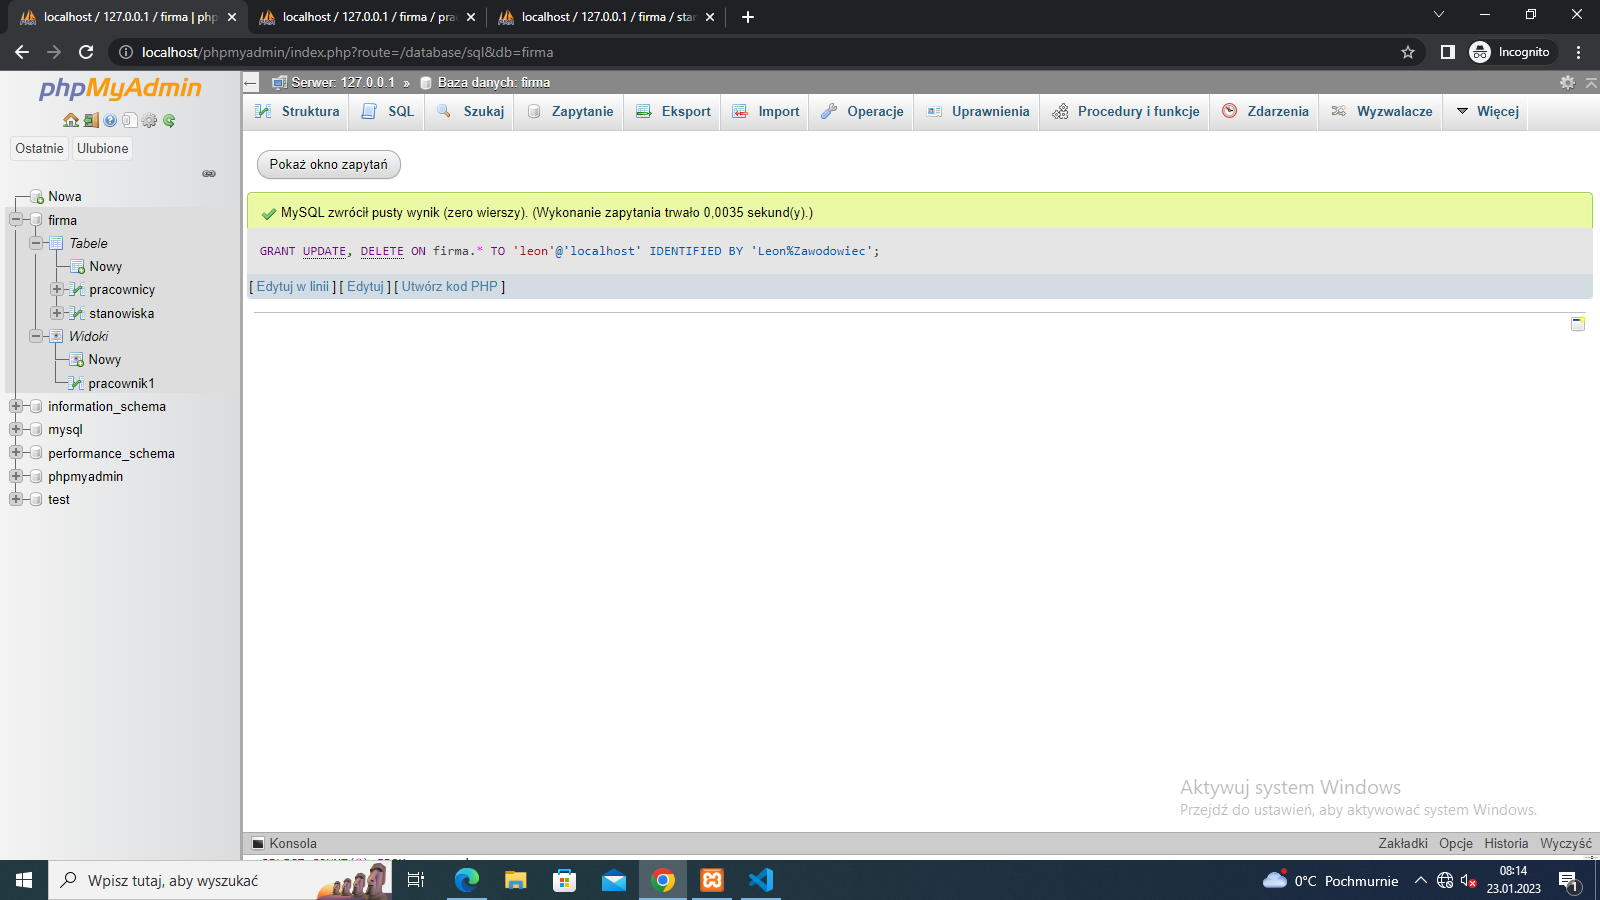 localhost / 127.0.0.1 / firma | php
localhost / 127.0.0.1 / firma / pra
localhost / 127.0.0.1 / firma / star
localhost/phpmyadmin/index.php?route=/database/sql&db=firma
Incognito
phpMyAdmin
Ostatnie
Ulubione
Nowa
firma
Tabele
Nowy
pracownicy
stanowiska
Widoki
Nowy
pracownik1
information_schema
mysql
performance_schema
phpmyadmin
test
Serwer: 127.0.0.1 » Baza danych: firma
Struktura
SQL
Szukaj
Zapytanie
Eksport
Import
Operacje
Uprawnienia
Procedury i funkcje
Zdarzenia
Wyzwalacze
Więcej
Pokaż okno zapytań
MySQL zwrócił pusty wynik (zero wierszy). (Wykonanie zapytania trwało 0,0035 sekund(y).)
GRANT UPDATE, DELETE ON firma.* TO 'leon'@'localhost' IDENTIFIED BY 'Leon%Zawodowiec';
[ Edytuj w linii ] [ Edytuj ] [ Utwórz kod PHP ]
Aktywuj system Windows
Przejdź do ustawień, aby aktywować system Windows.
Konsola
Zakładki
Opcje
Historia
Wyczyść
Wpisz tutaj, aby wyszukać
0°C Pochmurnie
08:14
23.01.2023
1